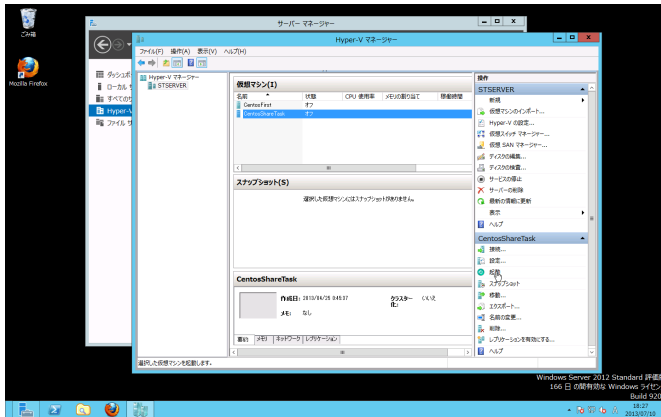 ごみ箱
Mozilla Firefox
サーバー マネージャー
Hyper-V マネージャー
ファイル(F) 操作(A) 表示(V) ヘルプ(H)
ダッシュボ
ローカル サ
すべてのサ
Hyper-V
ファイル サ
Hyper-V マネージャー
STSERVER
仮想マシン(I)
名前 状態 CPU 使用率 メモリの割り当て 稼働時間
CentosFirst オフ
CentosShareTask オフ
スナップショット(S)
選択した仮想マシンにはスナップショットがありません。
CentosShareTask
作成日: 2013/06/25 0:45:07 クラスター化: いいえ
メモ: なし
要約 メモリ ネットワーク レプリケーション
操作
STSERVER
新規
仮想マシンのインポート...
Hyper-V の設定...
仮想スイッチ マネージャー...
仮想 SAN マネージャー...
ディスクの編集...
ディスクの検査...
サービスの停止
サーバーの削除
最新の情報に更新
表示
ヘルプ
CentosShareTask
接続...
設定...
起動
スナップショット
移動...
エクスポート...
名前の変更...
削除...
レプリケーションを有効にする...
ヘルプ
選択した仮想マシンを起動します。
Windows Server 2012 Standard 評価
166 日 の間有効な Windows ライセン
Build 920
18:27
2013/07/10